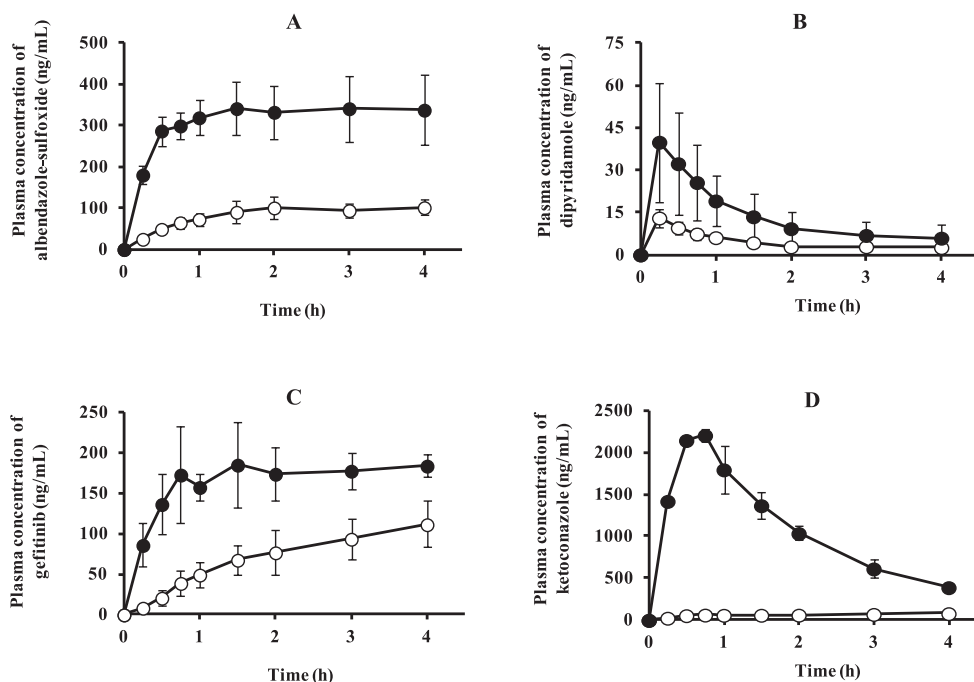 A
Plasma concentration of
albendazole-sulfoxide (ng/mL)
500
400
300
200
100
0
0 1 2 3 4
Time (h)
B
Plasma concentration of
dipyridamole (ng/mL)
75
60
45
30
15
0
0 1 2 3 4
Time (h)
C
Plasma concentration of
gefitinib (ng/mL)
250
200
150
100
50
0
0 1 2 3 4
Time (h)
D
Plasma concentration of
ketoconazole (ng/mL)
2500
2000
1500
1000
500
0
0 1 2 3 4
Time (h)